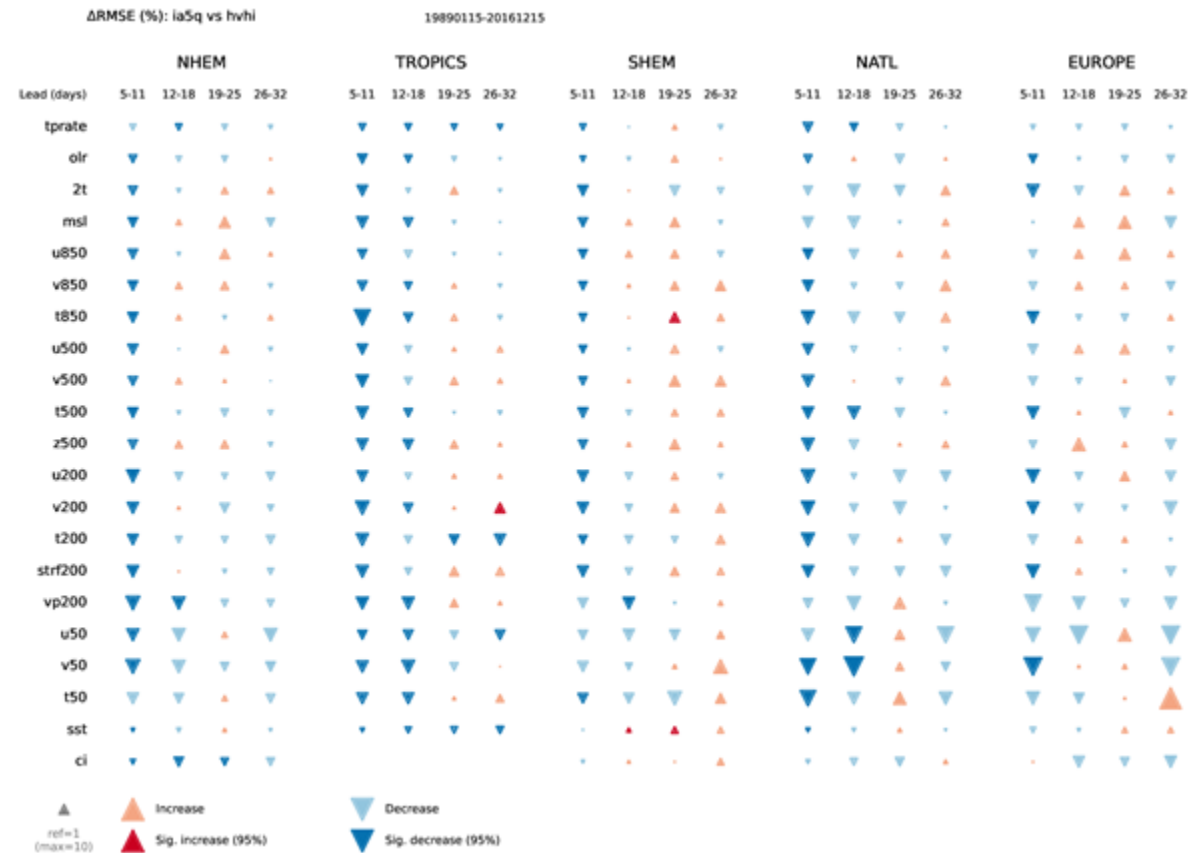 ΔRMSE (%): ia5q vs hvhi 19890115-20161215
NHEM TROPICS SHEM NATL EUROPE
Lead (days) 5-11 12-18 19-25 26-32 5-11 12-18 19-25 26-32 5-11 12-18 19-25 26-32 5-11 12-18 19-25 26-32 5-11 12-18 19-25 26-32
tprate
olr
2t
msl
u850
v850
t850
u500
v500
t500
z500
u200
v200
t200
strf200
vp200
u50
v50
t50
sst
ci
Increase Decrease
ref=1
(max=10)
Sig. increase (95%) Sig. decrease (95%)